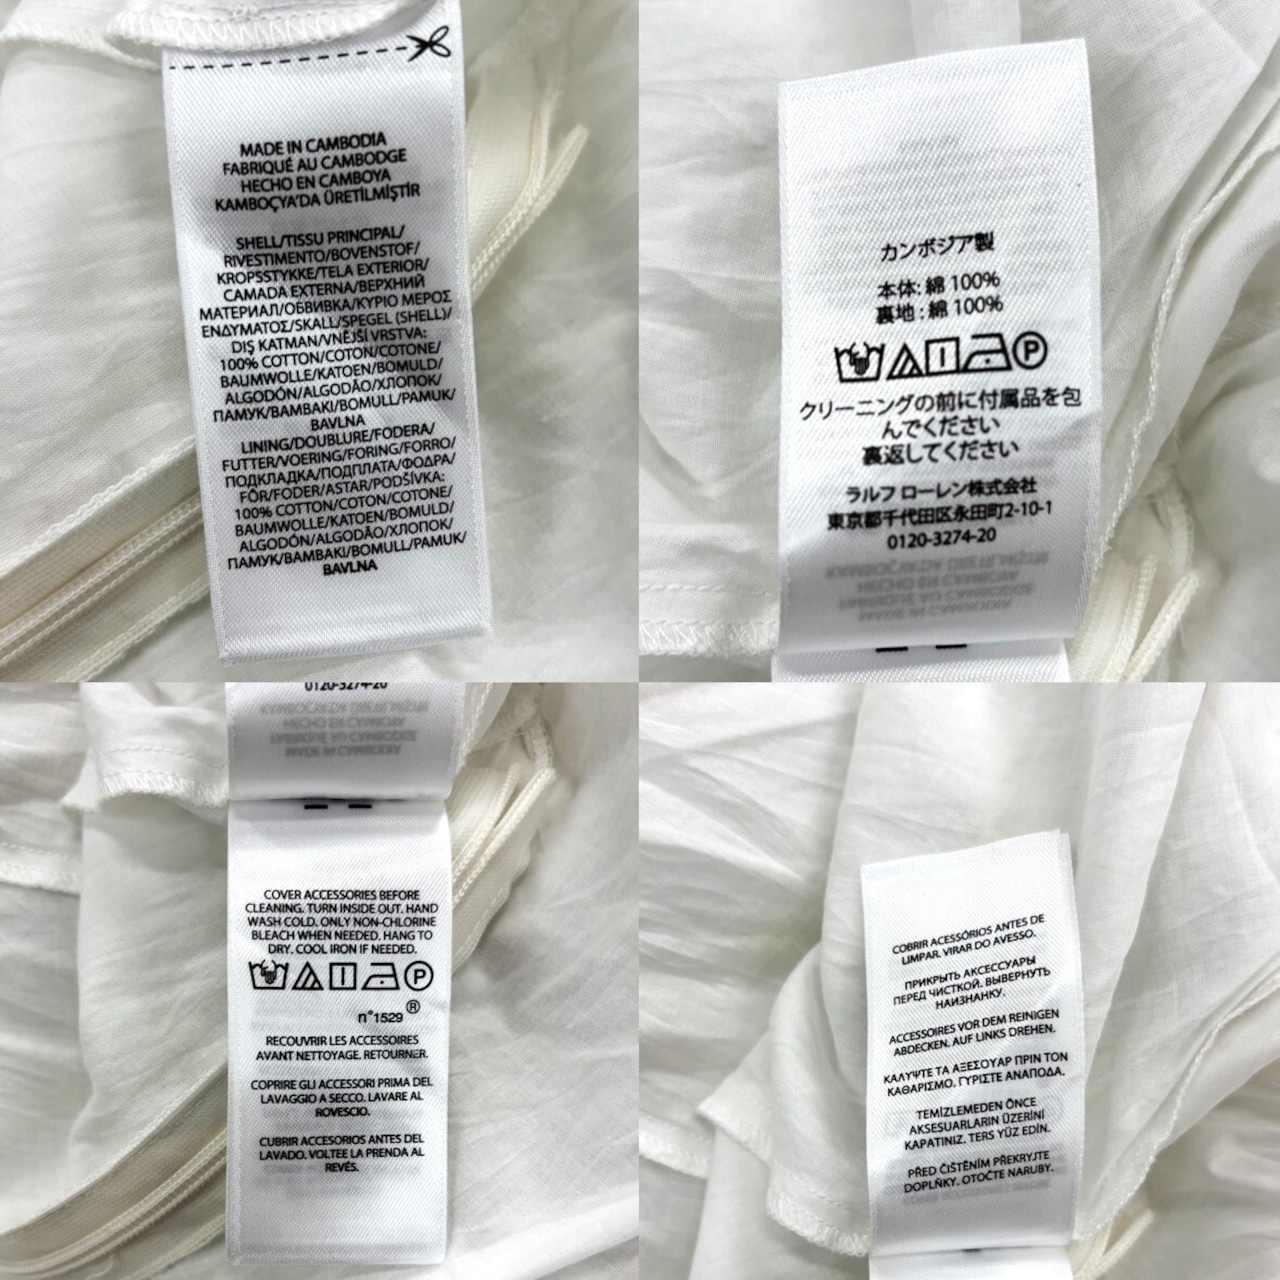 MADE IN CAMBODIA
FABRIQUÉ AU CAMBODGE
HECHO EN CAMBOYA
KAMBOÇYA'DA ÜRETİLMİŞTİR
SHELL/TISSU PRINCIPAL/
RIVESTIMENTO/BOVENSTOF/
KROPSSTYKKE/TELA EXTERIOR/
CAMADA EXTERNA/ВЕРХНИЙ
МАТЕРИАЛ/ОБВИВКА/ΚΥΡΙΟ ΜΕΡΟΣ
ΕΝΔΥΜΑΤΟΣ/SKALL/SPEGEL (SHELL)/
DIŞ KATMAN/VNĚJŠÍ VRSTVA:
100% COTTON/COTON/COTONE/
BAUMWOLLE/KATOEN/BOMULD/
ALGODÓN/ALGODÃO/ХЛОПОК/
ПАМУК/ΒΑΜΒΑΚΙ/BOMULL/PAMUK/
BAVLNA
LINING/DOUBLURE/FODERA/
FUTTER/VOERING/FORING/FORRO/
ПОДКЛАДКА/ПОДПЛАТА/ΦΟΔΡΑ/
FÔR/FODER/ASTAR/PODŠÍVKA:
100% COTTON/COTON/COTONE/
BAUMWOLLE/KATOEN/BOMULD/
ALGODÓN/ALGODÃO/ХЛОПОК/
ПАМУК/ΒΑΜΒΑΚΙ/BOMULL/PAMUK/
BAVLNA
カンボジア製
本体: 綿 100%
裏地 : 綿 100%
P
クリーニングの前に付属品を包
んでください
裏返してください
ラルフ ローレン株式会社
東京都千代田区永田町2-10-1
0120-3274-20
0120-3274-20
COVER ACCESSORIES BEFORE
CLEANING. TURN INSIDE OUT. HAND
WASH COLD. ONLY NON-CHLORINE
BLEACH WHEN NEEDED. HANG TO
DRY. COOL IRON IF NEEDED.
P
n°1529 ®
RECOUVRIR LES ACCESSOIRES
AVANT NETTOYAGE. RETOURNER.
COPRIRE GLI ACCESSORI PRIMA DEL
LAVAGGIO A SECCO. LAVARE AL
ROVESCIO.
CUBRIR ACCESORIOS ANTES DEL
LAVADO. VOLTEE LA PRENDA AL
REVÉS.
COBRIR ACESSÓRIOS ANTES DE
LIMPAR. VIRAR DO AVESSO.
ПРИКРЫТЬ АКСЕССУАРЫ
ПЕРЕД ЧИСТКОЙ. ВЫВЕРНУТЬ
НАИЗНАНКУ.
ACCESSOIRES VOR DEM REINIGEN
ABDECKEN. AUF LINKS DREHEN.
ΚΑΛΥΨΤΕ ΤΑ ΑΞΕΣΟΥΑΡ ΠΡΙΝ ΤΟΝ
ΚΑΘΑΡΙΣΜΟ. ΓΥΡΙΣΤΕ ΑΝΑΠΟΔΑ.
TEMİZLEMEDEN ÖNCE
AKSESUARLARIN ÜZERİNİ
KAPATINIZ. TERS YÜZ EDİN.
PŘED ČIŠTĚNÍM PŘEKRYJTE
DOPLŇKY. OTOČTE NARUBY.